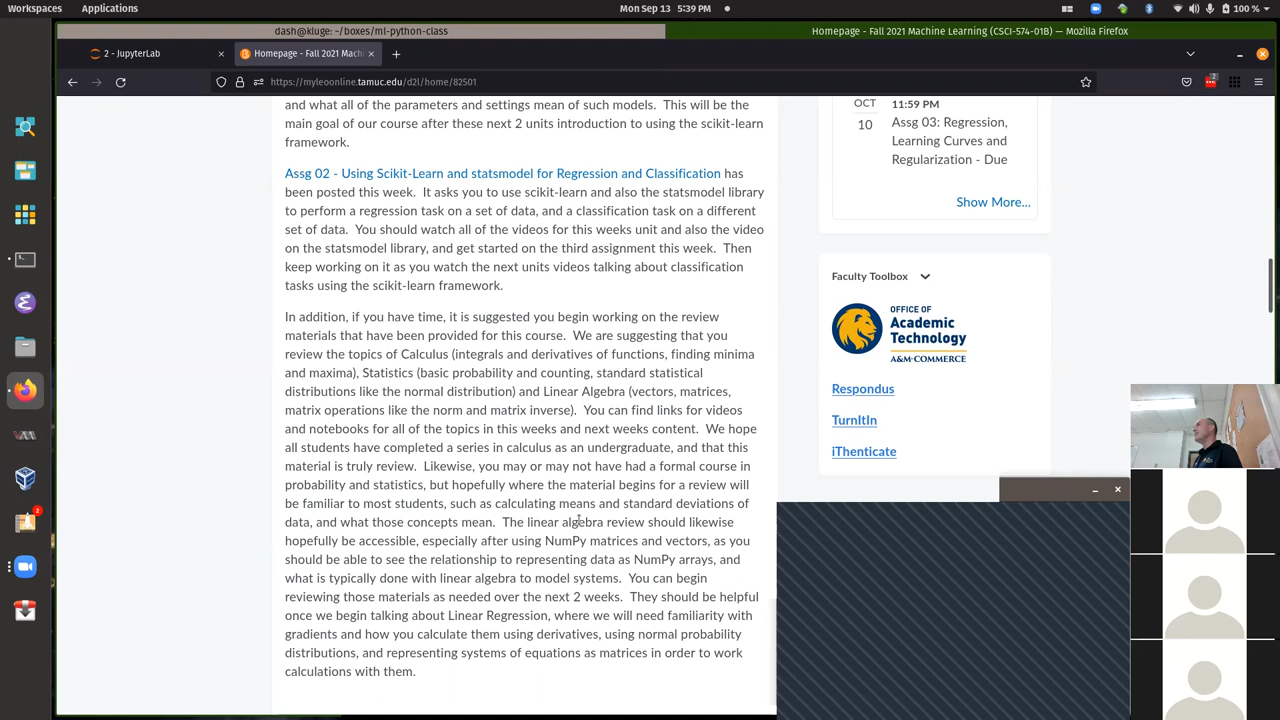 Workspaces Applications Mon Sep 13 5:39 PM 100 %
dash@kluge: ~/boxes/ml-python-class
Homepage - Fall 2021 Machine Learning (CSCI-574-01B) — Mozilla Firefox
2 - JupyterLab
Homepage - Fall 2021 Machi
https://myleoonline.tamuc.edu/d2l/home/82501
and what all of the parameters and settings mean of such models. This will be the
main goal of our course after these next 2 units introduction to using the scikit-learn
framework.
Assg 02 - Using Scikit-Learn and statsmodel for Regression and Classification has
been posted this week. It asks you to use scikit-learn and also the statsmodel library
to perform a regression task on a set of data, and a classification task on a different
set of data. You should watch all of the videos for this weeks unit and also the video
on the statsmodel library, and get started on the third assignment this week. Then
keep working on it as you watch the next units videos talking about classification
tasks using the scikit-learn framework.
In addition, if you have time, it is suggested you begin working on the review
materials that have been provided for this course. We are suggesting that you
review the topics of Calculus (integrals and derivatives of functions, finding minima
and maxima), Statistics (basic probability and counting, standard statistical
distributions like the normal distribution) and Linear Algebra (vectors, matrices,
matrix operations like the norm and matrix inverse). You can find links for videos
and notebooks for all of the topics in this weeks and next weeks content. We hope
all students have completed a series in calculus as an undergraduate, and that this
material is truly review. Likewise, you may or may not have had a formal course in
probability and statistics, but hopefully where the material begins for a review will
be familiar to most students, such as calculating means and standard deviations of
data, and what those concepts mean. The linear algebra review should likewise
hopefully be accessible, especially after using NumPy matrices and vectors, as you
should be able to see the relationship to representing data as NumPy arrays, and
what is typically done with linear algebra to model systems. You can begin
reviewing those materials as needed over the next 2 weeks. They should be helpful
once we begin talking about Linear Regression, where we will need familiarity with
gradients and how you calculate them using derivatives, using normal probability
distributions, and representing systems of equations as matrices in order to work
calculations with them.
OCT
10
11:59 PM
Assg 03: Regression,
Learning Curves and
Regularization - Due
Show More...
Faculty Toolbox
OFFICE OF
Academic
Technology
A&M-COMMERCE
Respondus
TurnItIn
iThenticate